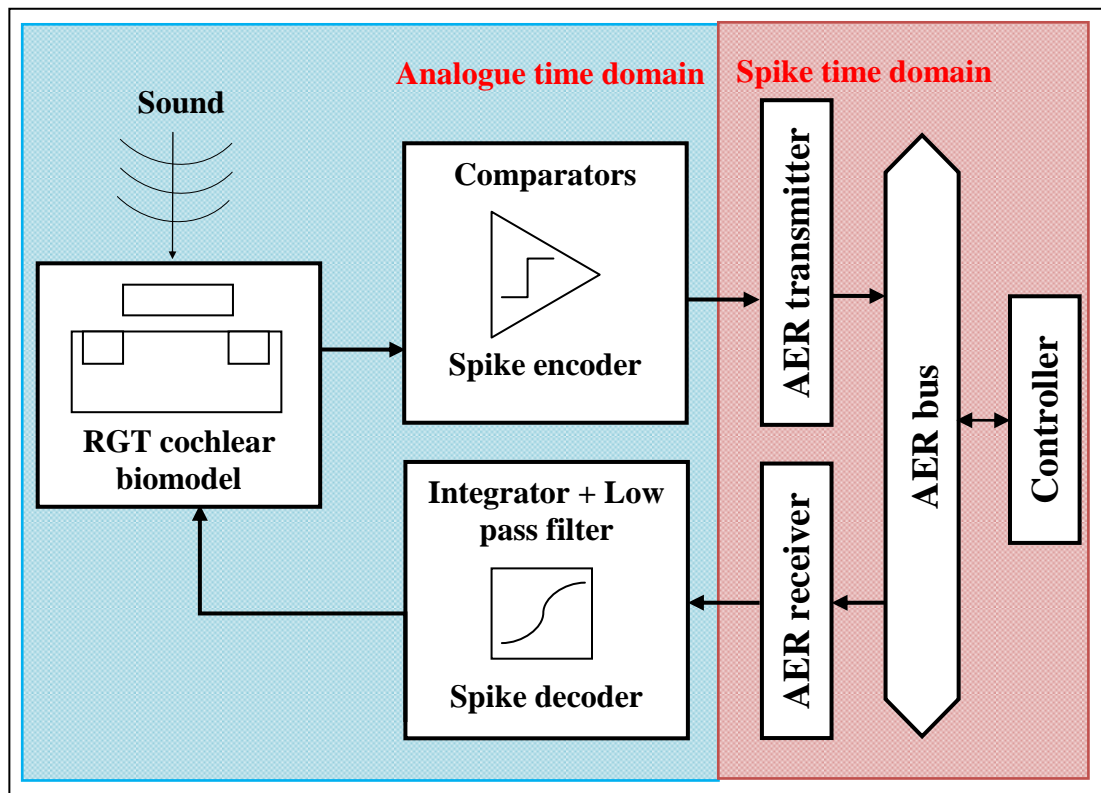 Analogue time domain
Spike time domain
Sound
Comparators
Spike encoder
RGT cochlear
biomodel
Integrator + Low
pass filter
Spike decoder
AER transmitter
AER receiver
AER bus
Controller